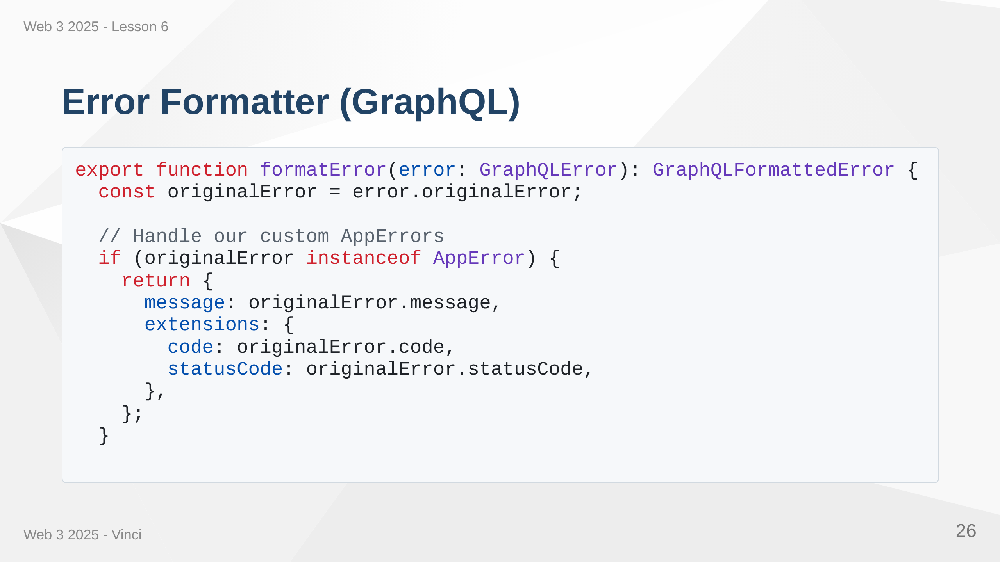 Web 3 2025 - Lesson 6
Error Formatter (GraphQL)
export function formatError(error: GraphQLError): GraphQLFormattedError {
  const originalError = error.originalError;

  // Handle our custom AppErrors
  if (originalError instanceof AppError) {
    return {
      message: originalError.message,
      extensions: {
        code: originalError.code,
        statusCode: originalError.statusCode,
      },
    };
  }
Web 3 2025 - Vinci
26